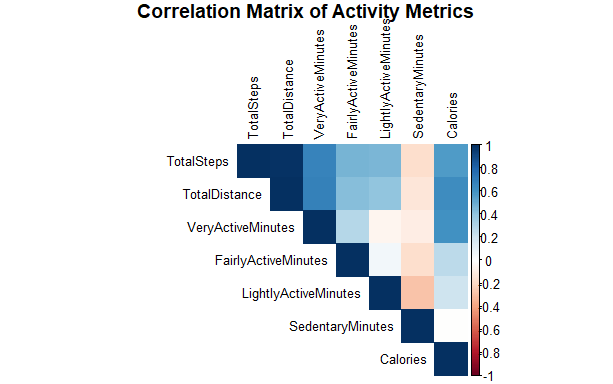 Correlation Matrix of Activity Metrics
TotalSteps
TotalDistance
VeryActiveMinutes
FairlyActiveMinutes
LightlyActiveMinutes
SedentaryMinutes
Calories
TotalSteps
TotalDistance
VeryActiveMinutes
FairlyActiveMinutes
LightlyActiveMinutes
SedentaryMinutes
Calories
1
0.8
0.6
0.4
0.2
0
-0.2
-0.4
-0.6
-0.8
-1